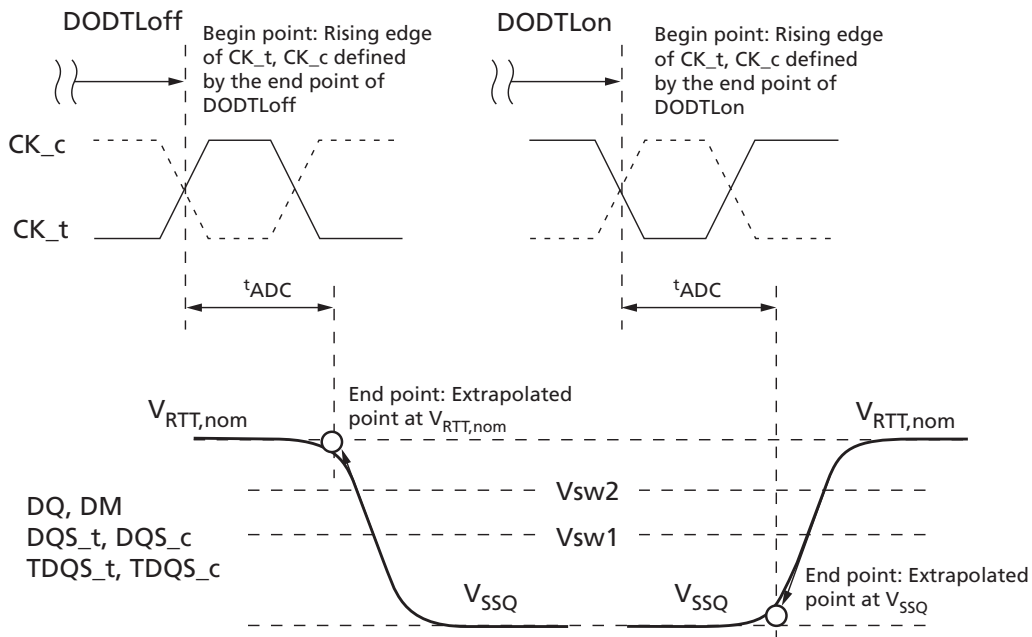 DODTLoff
Begin point: Rising edge
of CK_t, CK_c defined
by the end point of
DODTLoff
DODTLon
Begin point: Rising edge
of CK_t, CK_c defined
by the end point of
DODTLon
CK_c
CK_t
tADC
tADC
End point: Extrapolated
point at VRTT,nom
VRTT,nom
VRTT,nom
Vsw2
Vsw1
DQ, DM
DQS_t, DQS_c
TDQS_t, TDQS_c
VSSQ
VSSQ
End point: Extrapolated
point at VSSQ